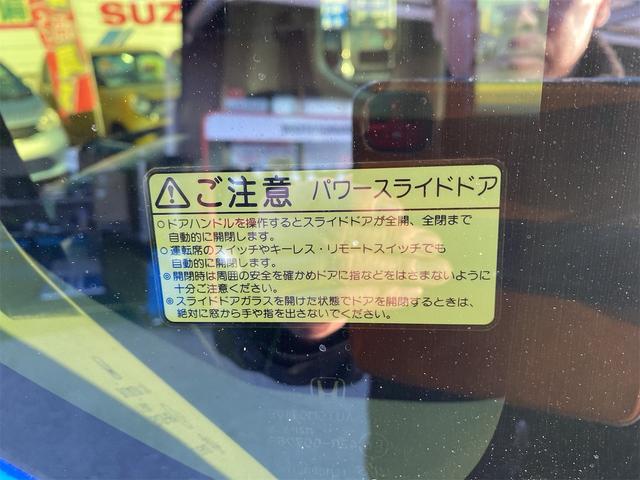 SUZ
⚠ご注意 パワースライドドア
○ドアハンドルを操作するとスライドドアが全開、全閉まで
自動的に開閉します。
○運転席のスイッチやキーレス・リモートスイッチでも
自動的に開閉します。
◎開閉時は周囲の安全を確かめドアに指などをはさまないように
十分ご注意ください。
◎スライドドアガラスを開けた状態でドアを開閉するときは、
絶対に窓から手や指を出さないでください。